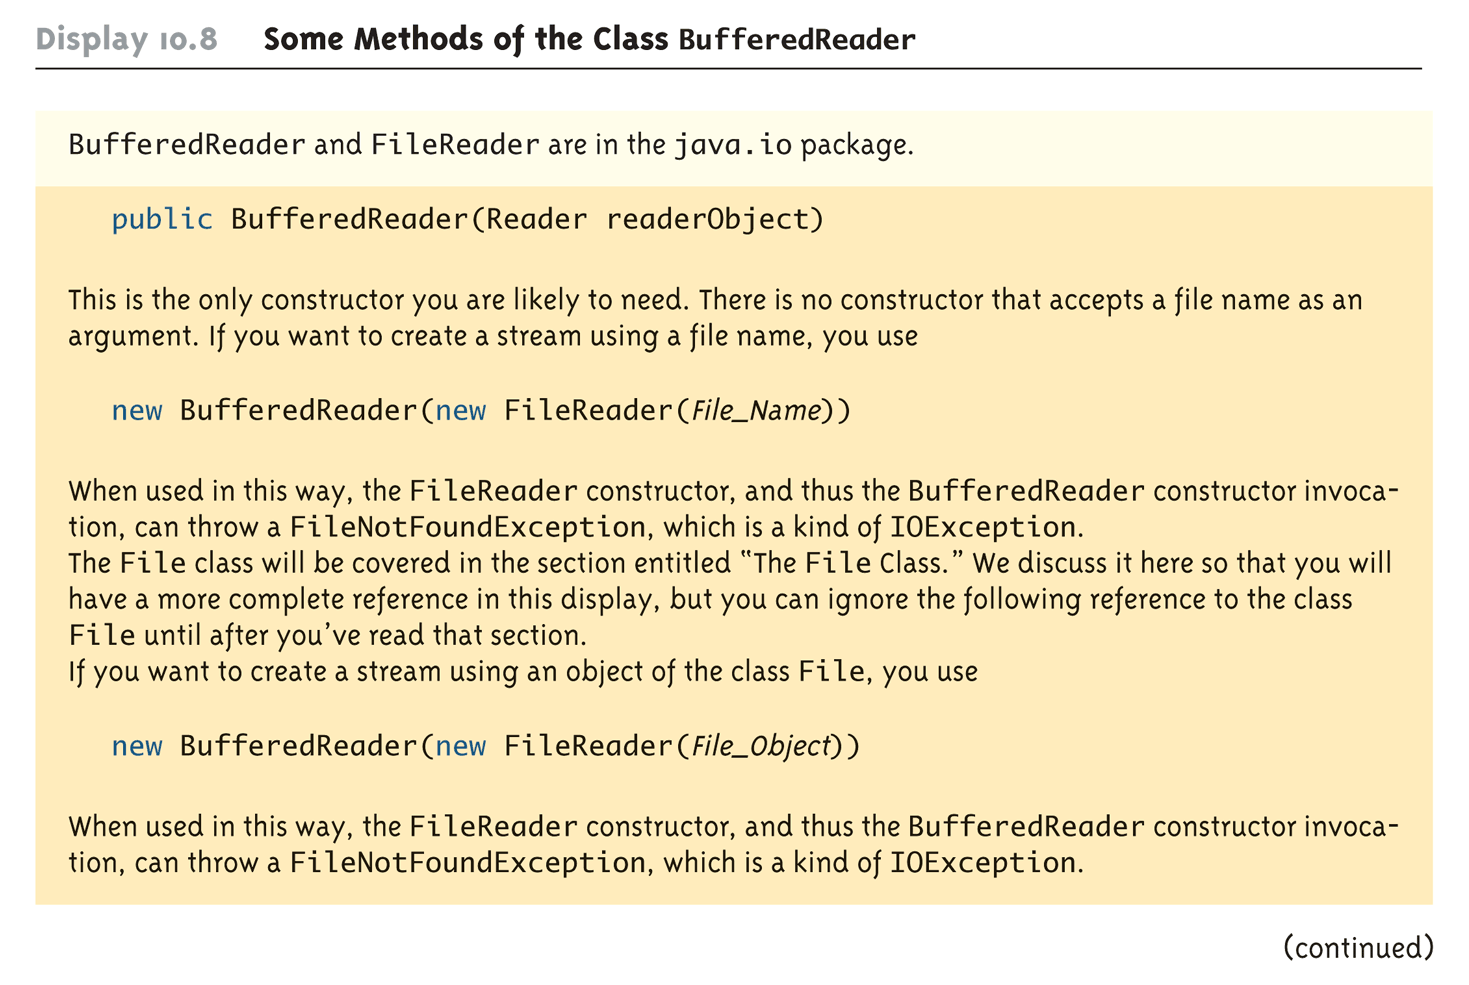 Display 10.8 Some Methods of the Class BufferedReader
BufferedReader and FileReader are in the java.io package.
public BufferedReader(Reader readerObject)
This is the only constructor you are likely to need. There is no constructor that accepts a file name as an
argument. If you want to create a stream using a file name, you use
new BufferedReader(new FileReader(File_Name))
When used in this way, the FileReader constructor, and thus the BufferedReader constructor invoca-
tion, can throw a FileNotFoundException, which is a kind of IOException.
The File class will be covered in the section entitled “The File Class.” We discuss it here so that you will
have a more complete reference in this display, but you can ignore the following reference to the class
File until after you’ve read that section.
If you want to create a stream using an object of the class File, you use
new BufferedReader(new FileReader(File_Object))
When used in this way, the FileReader constructor, and thus the BufferedReader constructor invoca-
tion, can throw a FileNotFoundException, which is a kind of IOException.
(continued)